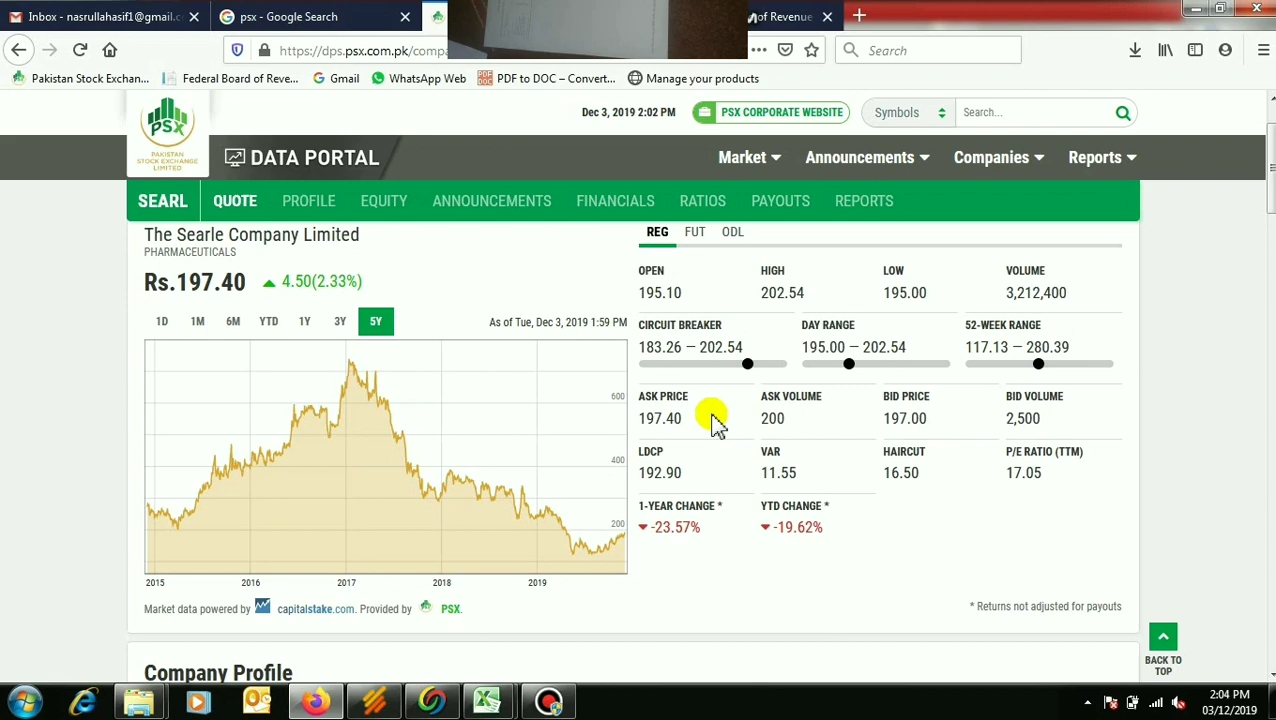 Inbox - nasrullahasif1@gmail.c
psx - Google Search
of Revenue
https://dps.psx.com.pk/compa
Search
Pakistan Stock Exchan...
Federal Board of Reve...
Gmail
WhatsApp Web
PDF to DOC – Convert...
Manage your products
PSX
PAKISTAN
STOCK EXCHANGE
LIMITED
Dec 3, 2019 2:02 PM
PSX CORPORATE WEBSITE
Symbols
Search...
DATA PORTAL
Market
Announcements
Companies
Reports
SEARL
QUOTE
PROFILE
EQUITY
ANNOUNCEMENTS
FINANCIALS
RATIOS
PAYOUTS
REPORTS
The Searle Company Limited
PHARMACEUTICALS
Rs.197.40
4.50(2.33%)
1D 1M 6M YTD 1Y 3Y 5Y
As of Tue, Dec 3, 2019 1:59 PM
600
400
200
2015 2016 2017 2018 2019
Market data powered by capitalstake.com. Provided by PSX.
REG FUT ODL
OPEN HIGH LOW VOLUME
195.10 202.54 195.00 3,212,400
CIRCUIT BREAKER DAY RANGE 52-WEEK RANGE
183.26 — 202.54 195.00 — 202.54 117.13 — 280.39
ASK PRICE ASK VOLUME BID PRICE BID VOLUME
197.40 200 197.00 2,500
LDCP VAR HAIRCUT P/E RATIO (TTM)
192.90 11.55 16.50 17.05
1-YEAR CHANGE * YTD CHANGE *
-23.57% -19.62%
* Returns not adjusted for payouts
Company Profile
BACK TO
TOP
2:04 PM
03/12/2019